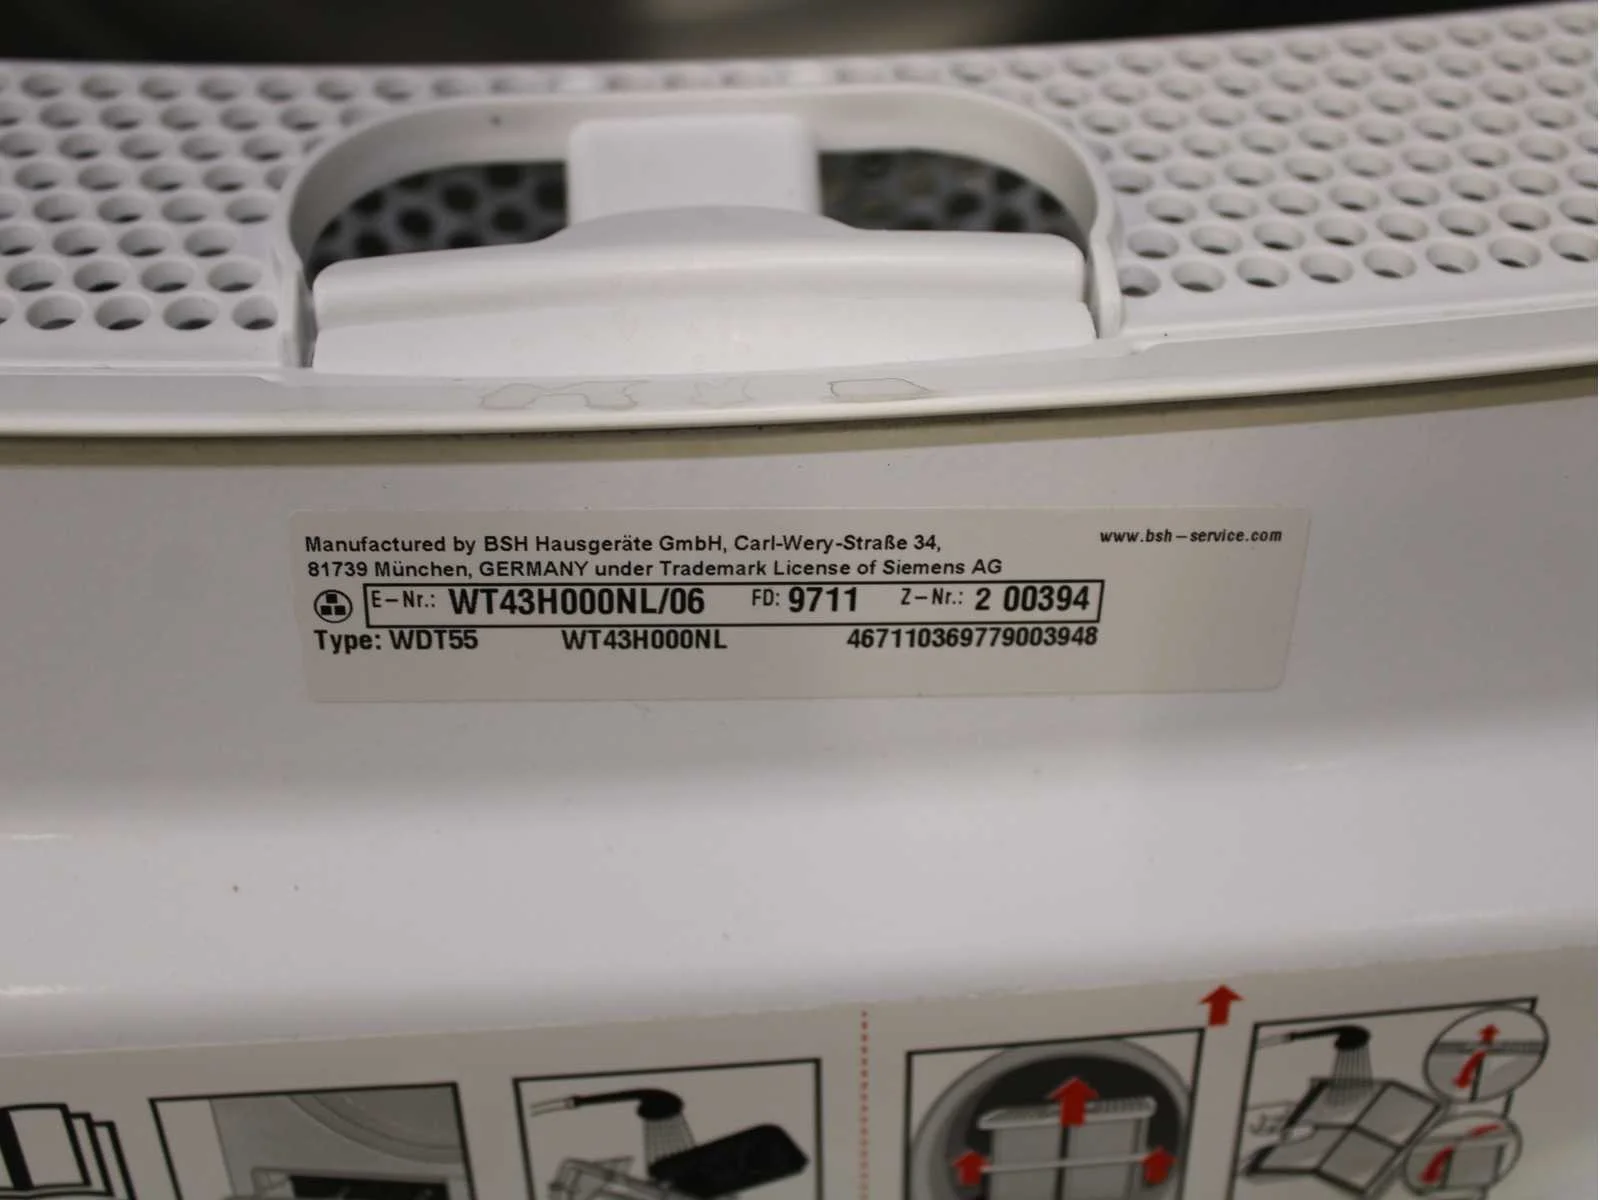 Manufactured by BSH Hausgeräte GmbH, Carl-Wery-Straße 34, www.bsh-service.com
81739 München, GERMANY under Trademark License of Siemens AG
E-Nr.: WT43H000NL/06 FD: 9711 Z-Nr.: 2 00394
Type: WDT55 WT43H000NL 467110369779003948